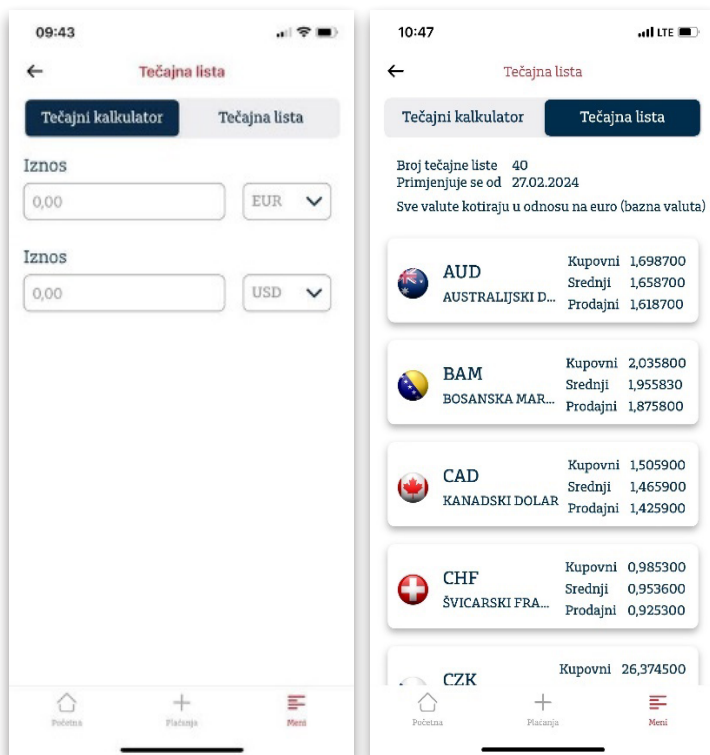 09:43
Tečajna lista
Tečajni kalkulator
Tečajna lista
Iznos
0,00
EUR
Iznos
0,00
USD
Početna
Plaćanja
Meni
10:47
LTE
Tečajna lista
Tečajni kalkulator
Tečajna lista
Broj tečajne liste 40
Primjenjuje se od 27.02.2024
Sve valute kotiraju u odnosu na euro (bazna valuta)
AUD
AUSTRALIJSKI D...
Kupovni 1,698700
Srednji 1,658700
Prodajni 1,618700
BAM
BOSANSKA MAR...
Kupovni 2,035800
Srednji 1,955830
Prodajni 1,875800
CAD
KANADSKI DOLAR
Kupovni 1,505900
Srednji 1,465900
Prodajni 1,425900
CHF
ŠVICARSKI FRA...
Kupovni 0,985300
Srednji 0,953600
Prodajni 0,925300
CZK
Kupovni 26,374500
Početna
Plaćanja
Meni